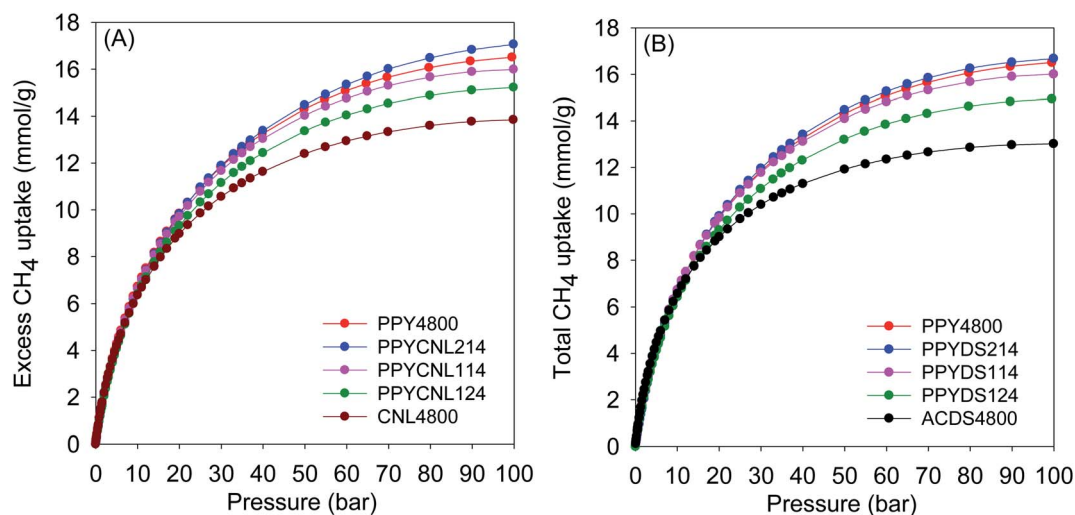 (A)
Excess CH4 uptake (mmol/g)
18
16
14
12
10
8
6
4
2
0
PPY4800
PPYCNL214
PPYCNL114
PPYCNL124
CNL4800
0 10 20 30 40 50 60 70 80 90 100
Pressure (bar)
(B)
Total CH4 uptake (mmol/g)
18
16
14
12
10
8
6
4
2
0
PPY4800
PPYDS214
PPYDS114
PPYDS124
ACDS4800
0 10 20 30 40 50 60 70 80 90 100
Pressure (bar)